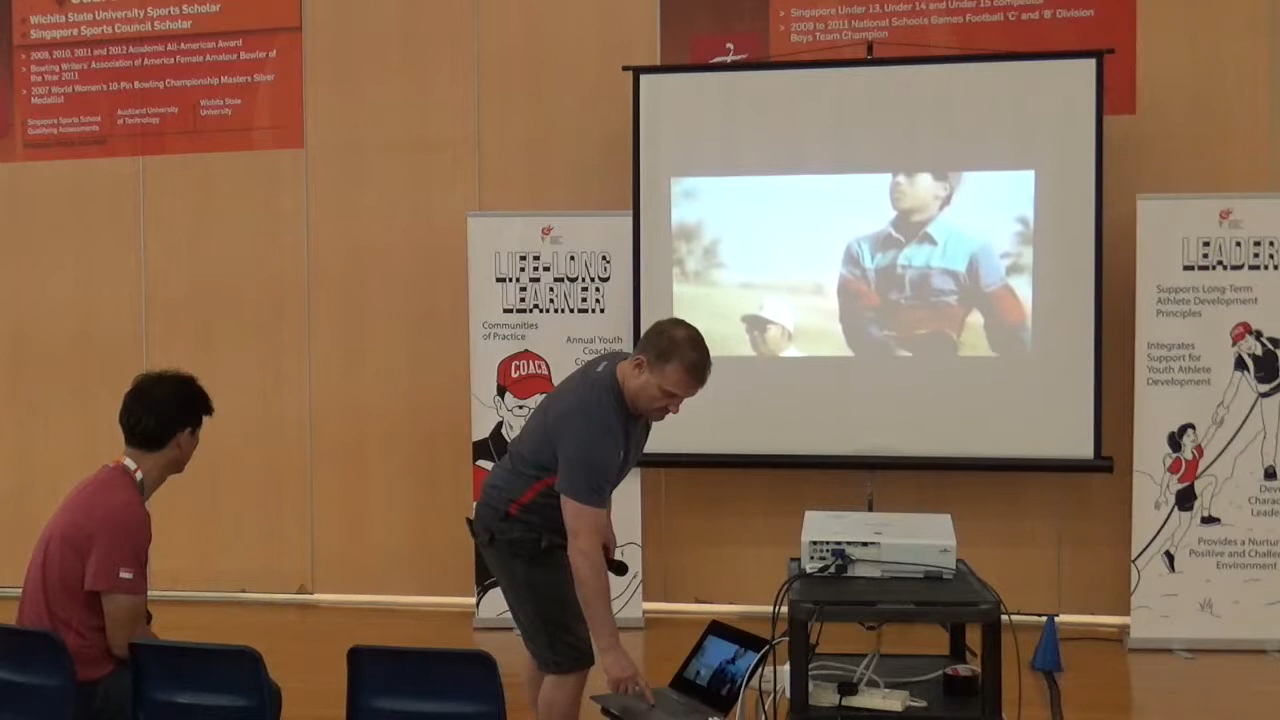 Wichita State University Sports Scholar
Singapore Sports Council Scholar
> 2009, 2010, 2011 and 2012 Academic All-American Award
> Bowling Writers' Association of America Female Amateur Bowler of
the Year 2011
> 2007 World Women's 10-Pin Bowling Championship Masters Silver
Medallist
Singapore Sports School
Qualifying Assessments
Auckland University
of Technology
Wichita State
University
> Singapore Under 13, Under 14 and Under 15
> 2009 to 2011 National Schools Games Football 'C' and 'B' Division
Boys Team Champion
LIFE-LONG
LEARNER
Communities
of Practice
Annual Youth
Coaching
COACH
LEADER
Supports Long-Term
Athlete Development
Principles
Integrates
Support for
Youth Athlete
Development
Provides a
Positive and
Environment